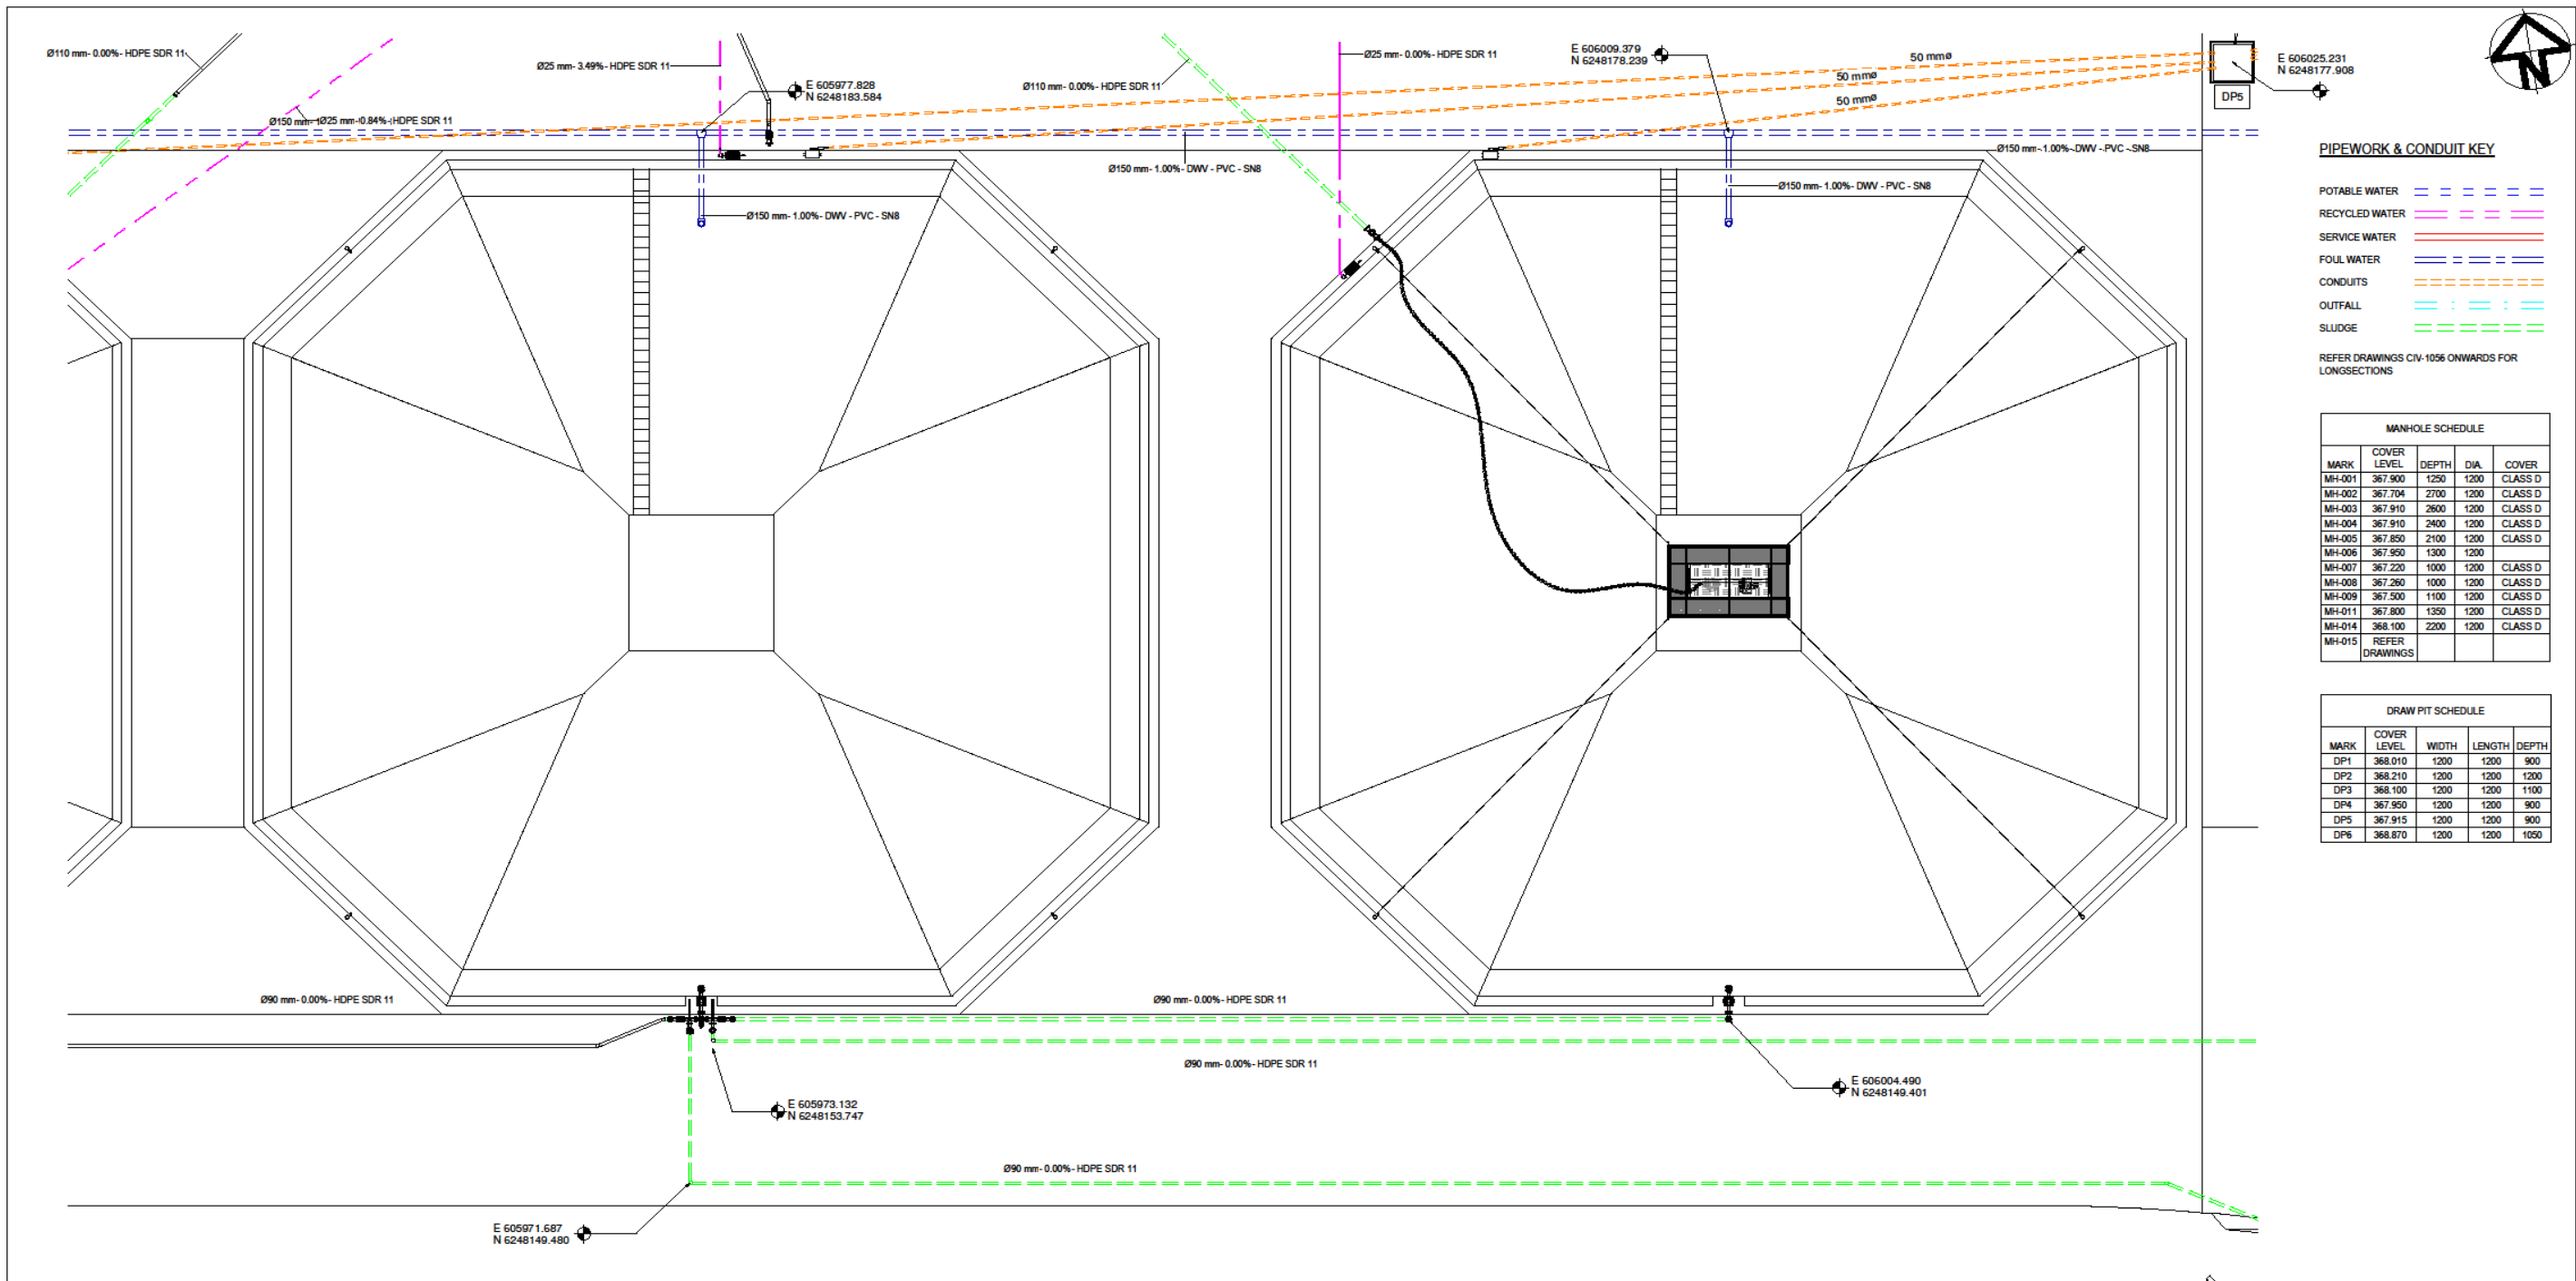 Ø110 mm- 0.00%- HDPE SDR 11
Ø25 mm- 3.49%- HDPE SDR 11
E 605977.828
N 6248183.584
Ø110 mm- 0.00%- HDPE SDR 11
Ø25 mm- 0.00%- HDPE SDR 11
E 606009.379
N 6248178.239
50 mmø
50 mmø
50 mmø
DP5
E 606025.231
N 6248177.908
N
Ø150 mm-
Ø25 mm- 0.84%- HDPE SDR 11
Ø150 mm- 1.00%- DWV - PVC - SN8
Ø150 mm- 1.00%- DWV - PVC - SN8
Ø150 mm- 1.00%- DWV - PVC - SN8
Ø150 mm- 1.00%- DWV - PVC - SN8
PIPEWORK & CONDUIT KEY
POTABLE WATER
RECYCLED WATER
SERVICE WATER
FOUL WATER
CONDUITS
OUTFALL
SLUDGE
REFER DRAWINGS CIV-1056 ONWARDS FOR
LONGSECTIONS
MANHOLE SCHEDULE
MARK COVER LEVEL DEPTH DIA. COVER
MH-001 367.900 1250 1200 CLASS D
MH-002 367.704 2700 1200 CLASS D
MH-003 367.910 2600 1200 CLASS D
MH-004 367.910 2400 1200 CLASS D
MH-005 367.850 2100 1200 CLASS D
MH-006 367.950 1300 1200
MH-007 367.220 1000 1200 CLASS D
MH-008 367.260 1000 1200 CLASS D
MH-009 367.500 1100 1200 CLASS D
MH-011 367.800 1350 1200 CLASS D
MH-014 368.100 2200 1200 CLASS D
MH-015 REFER DRAWINGS
DRAW PIT SCHEDULE
MARK COVER LEVEL WIDTH LENGTH DEPTH
DP1 368.010 1200 1200 900
DP2 368.210 1200 1200 1200
DP3 368.100 1200 1200 1100
DP4 367.950 1200 1200 900
DP5 367.915 1200 1200 900
DP6 368.870 1200 1200 1050
Ø90 mm- 0.00%- HDPE SDR 11
Ø90 mm- 0.00%- HDPE SDR 11
Ø90 mm- 0.00%- HDPE SDR 11
E 605973.132
N 6248153.747
E 606004.490
N 6248149.401
Ø90 mm- 0.00%- HDPE SDR 11
E 605971.687
N 6248149.480